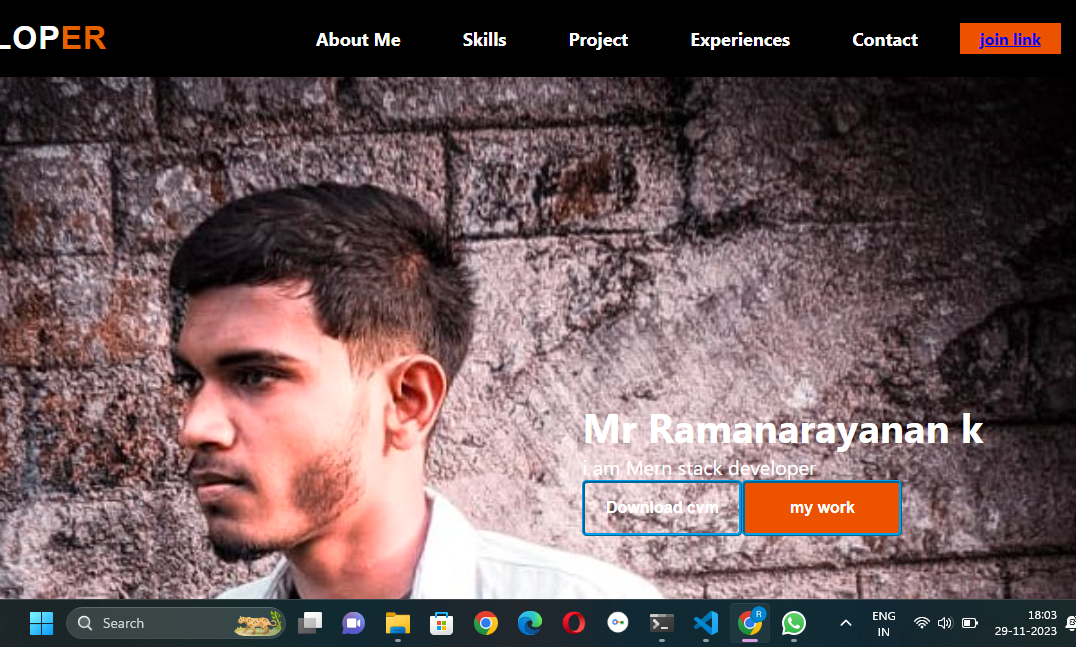 LOPER
About Me Skills Project Experiences Contact join link
Mr Ramanarayanan k
i am Mern stack developer
Download cvm my work
Search
R
ENG
IN
18:03
29-11-2023